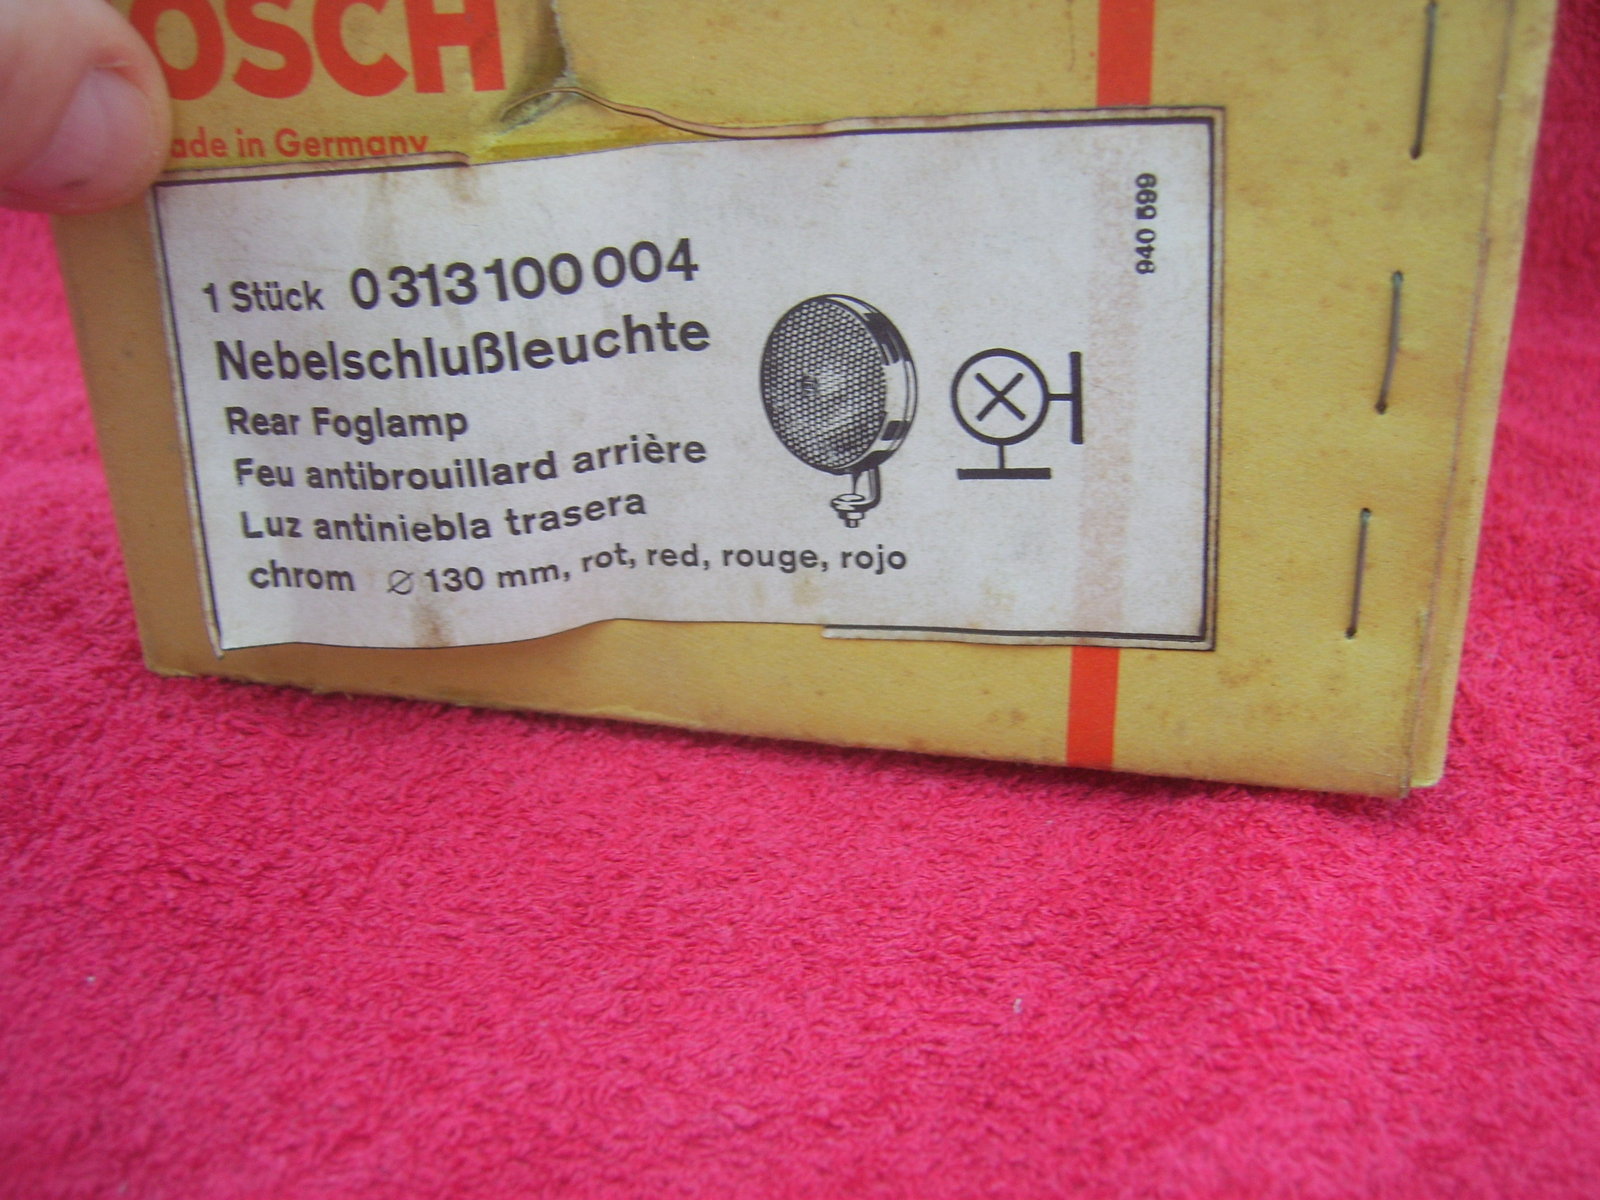 OSCH
ade in Germany
1 Stück 0 313 100 004
Nebelschlußleuchte
Rear Foglamp
Feu antibrouillard arrière
Luz antiniebla trasera
chrom ⌀ 130 mm, rot, red, rouge, rojo
940 599